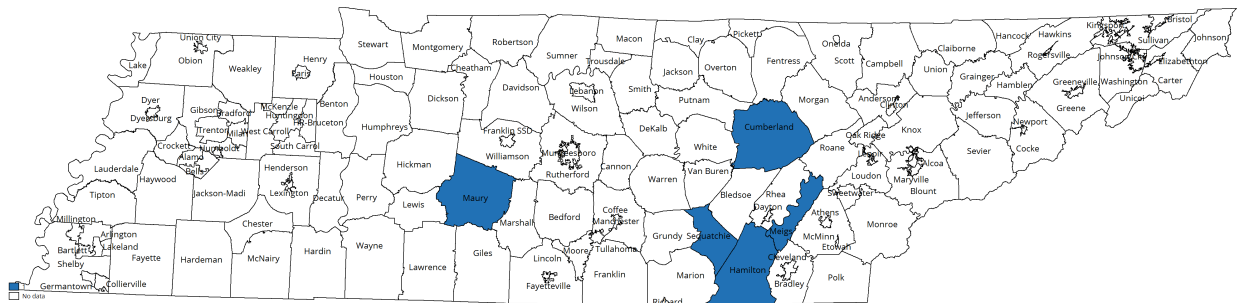 Stewart
Montgomery
Robertson
Sumner
Macon
Trousdale
Clay
Pickett
Oneida
Scott
Claiborne
Hancock
Hawkins
Kingsport
Bristol
Sullivan
Johnson
Union City
Obion
Lake
Weakley
Henry
Paris
Houston
Cheatham
Jackson
Overton
Fentress
Campbell
Union
Grainger
Rogersville
Johnson City
Elizabethton
Dickson
Davidson
Lebanon
Wilson
Smith
Putnam
Morgan
Anderson
Clinton
Hamblen
Greeneville
Greene
Washington
Carter
Unicoi
Dyer
Dyersburg
Gibson
Bradford
McKenzie
Huntingdon
Benton
HR-Bruceton
Trenton
Milan
West Carroll
South Carrol
Humphreys
Franklin SSD
Williamson
Murfreesboro
Rutherford
DeKalb
White
Cumberland
Roane
Oak Ridge
Knox
Jefferson
Newport
Cocke
Sevier
Crockett
Humboldt
Alamo
Bells
Lauderdale
Haywood
Henderson
Lexington
Hickman
Cannon
Warren
Van Buren
Bledsoe
Rhea
Dayton
Lenoir
Loudon
Alcoa
Maryville
Blount
Sweetwater
Tipton
Jackson-Madi
Decatur
Perry
Lewis
Maury
Marshall
Bedford
Coffee
Manchester
Grundy
Sequatchie
Meigs
Athens
McMinn
Etowah
Monroe
Millington
Arlington
Bartlett
Lakeland
Shelby
Fayette
Hardeman
Chester
McNairy
Hardin
Wayne
Lawrence
Giles
Moore
Tullahoma
Lincoln
Fayetteville
Franklin
Marion
Hamilton
Cleveland
Bradley
Polk
Germantown
Collierville
No data